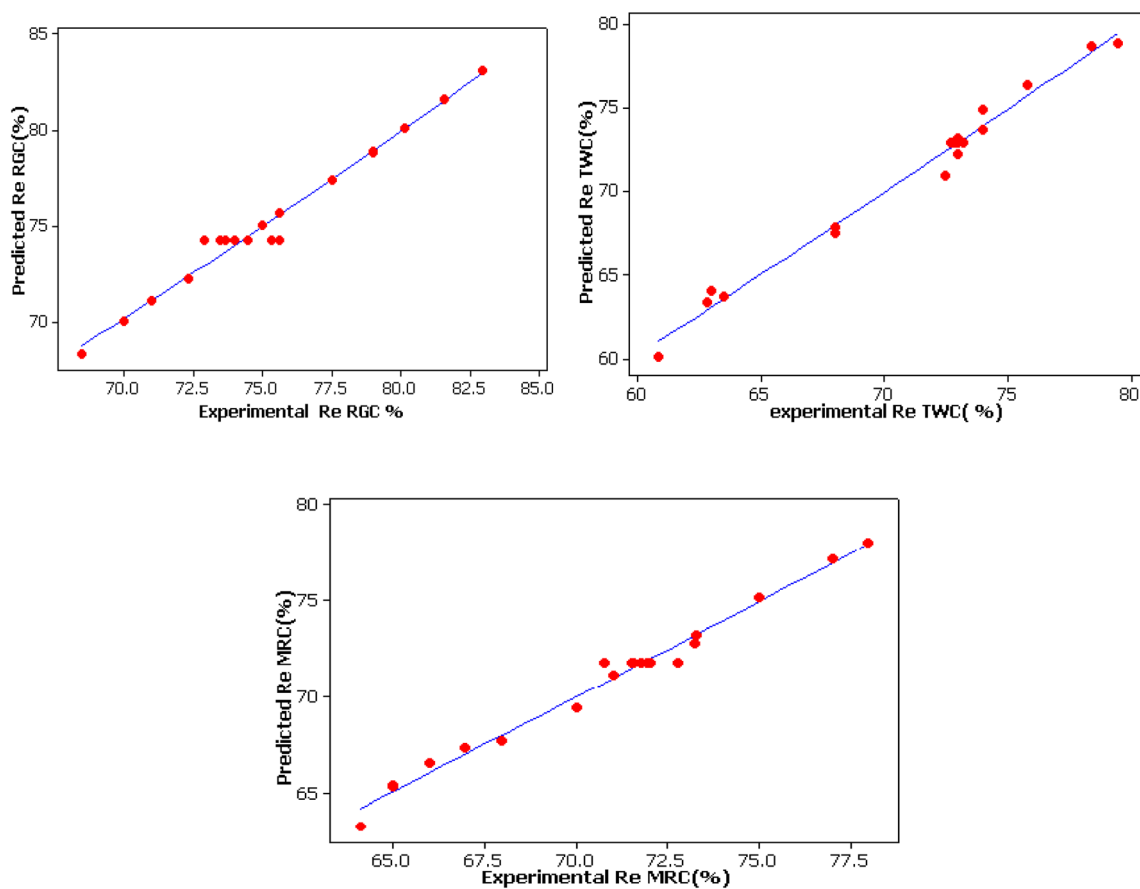 85
80
75
70
Predicted Re RGC(%)
70.0 72.5 75.0 77.5 80.0 82.5 85.0
Experimental Re RGC %
80
75
70
65
60
Predicted Re TWC(%)
60 65 70 75 80
experimental Re TWC( %)
80
75
70
65
Predicted Re MRC(%)
65.0 67.5 70.0 72.5 75.0 77.5
Experimental Re MRC(%)